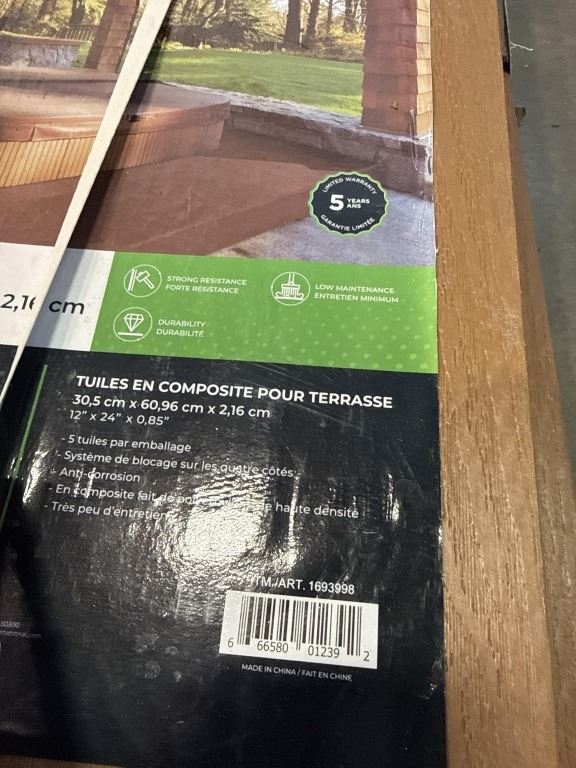 LIMITED WARRANTY
5 YEARS
ANS
GARANTIE LIMITÉE
STRONG RESISTANCE
FORTE RÉSISTANCE
LOW MAINTENANCE
ENTRETIEN MINIMUM
DURABILITY
DURABILITÉ
2,16 cm
TUILES EN COMPOSITE POUR TERRASSE
30,5 cm x 60,96 cm x 2,16 cm
12" x 24" x 0,85"
- 5 tuiles par emballage
- Système de blocage sur les quatre côtés
- Anti-corrosion
- En composite fait de haute densité
- Très peu d'entretien
ITM./ART. 1693998
6 66580 01239 2
MADE IN CHINA / FAIT EN CHINE